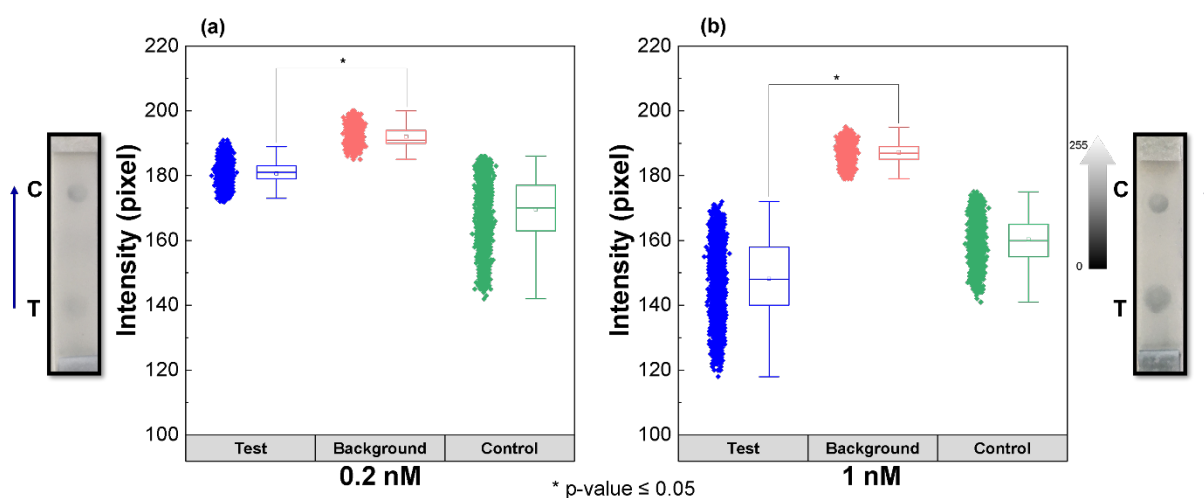 (a)
220
200
180
160
140
120
100
Intensity (pixel)
*
Test Background Control
0.2 nM
C
T
(b)
220
200
180
160
140
120
100
Intensity (pixel)
*
Test Background Control
1 nM
255
0
C
T
* p-value ≤ 0.05